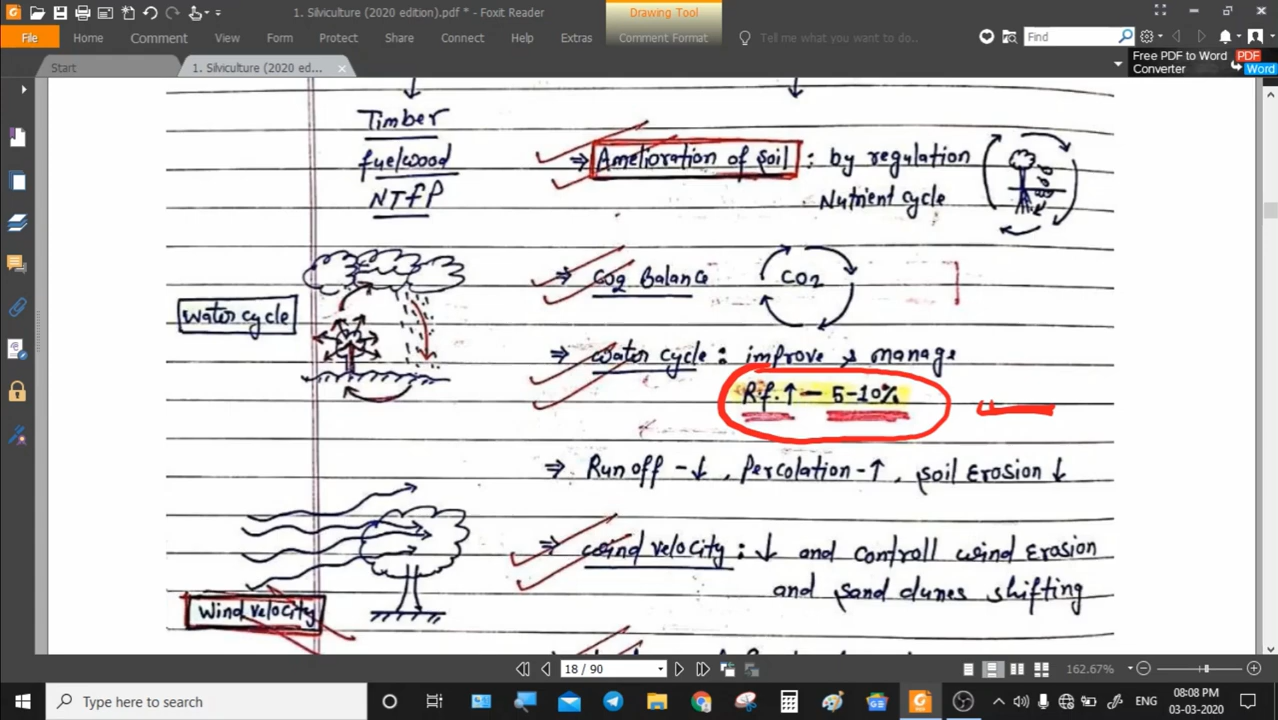 1. Silviculture (2020 edition).pdf * - Foxit Reader
Drawing Tool
File
Home
Comment
View
Form
Protect
Share
Connect
Help
Extras
Comment Format
Tell me what you want to do...
Find
Start
1. Silviculture (2020 ed...
Free PDF to Word
Converter
PDF
Word
Timber
fuelwood
NTFP
⇒ Amelioration of soil : by regulation
Nutrient cycle
⇒ CO2 Balance
CO2
Water cycle
⇒ water cycle : improve & manage
R.f.↑ – 5-10%
⇒ Run off - ↓ , Percolation - ↑ , soil Erosion ↓
⇒ wind velocity : ↓ and controll wind Erosion
and sand dunes shifting
Wind velocity
18 / 90
162.67%
Type here to search
ENG
08:08 PM
03-03-2020